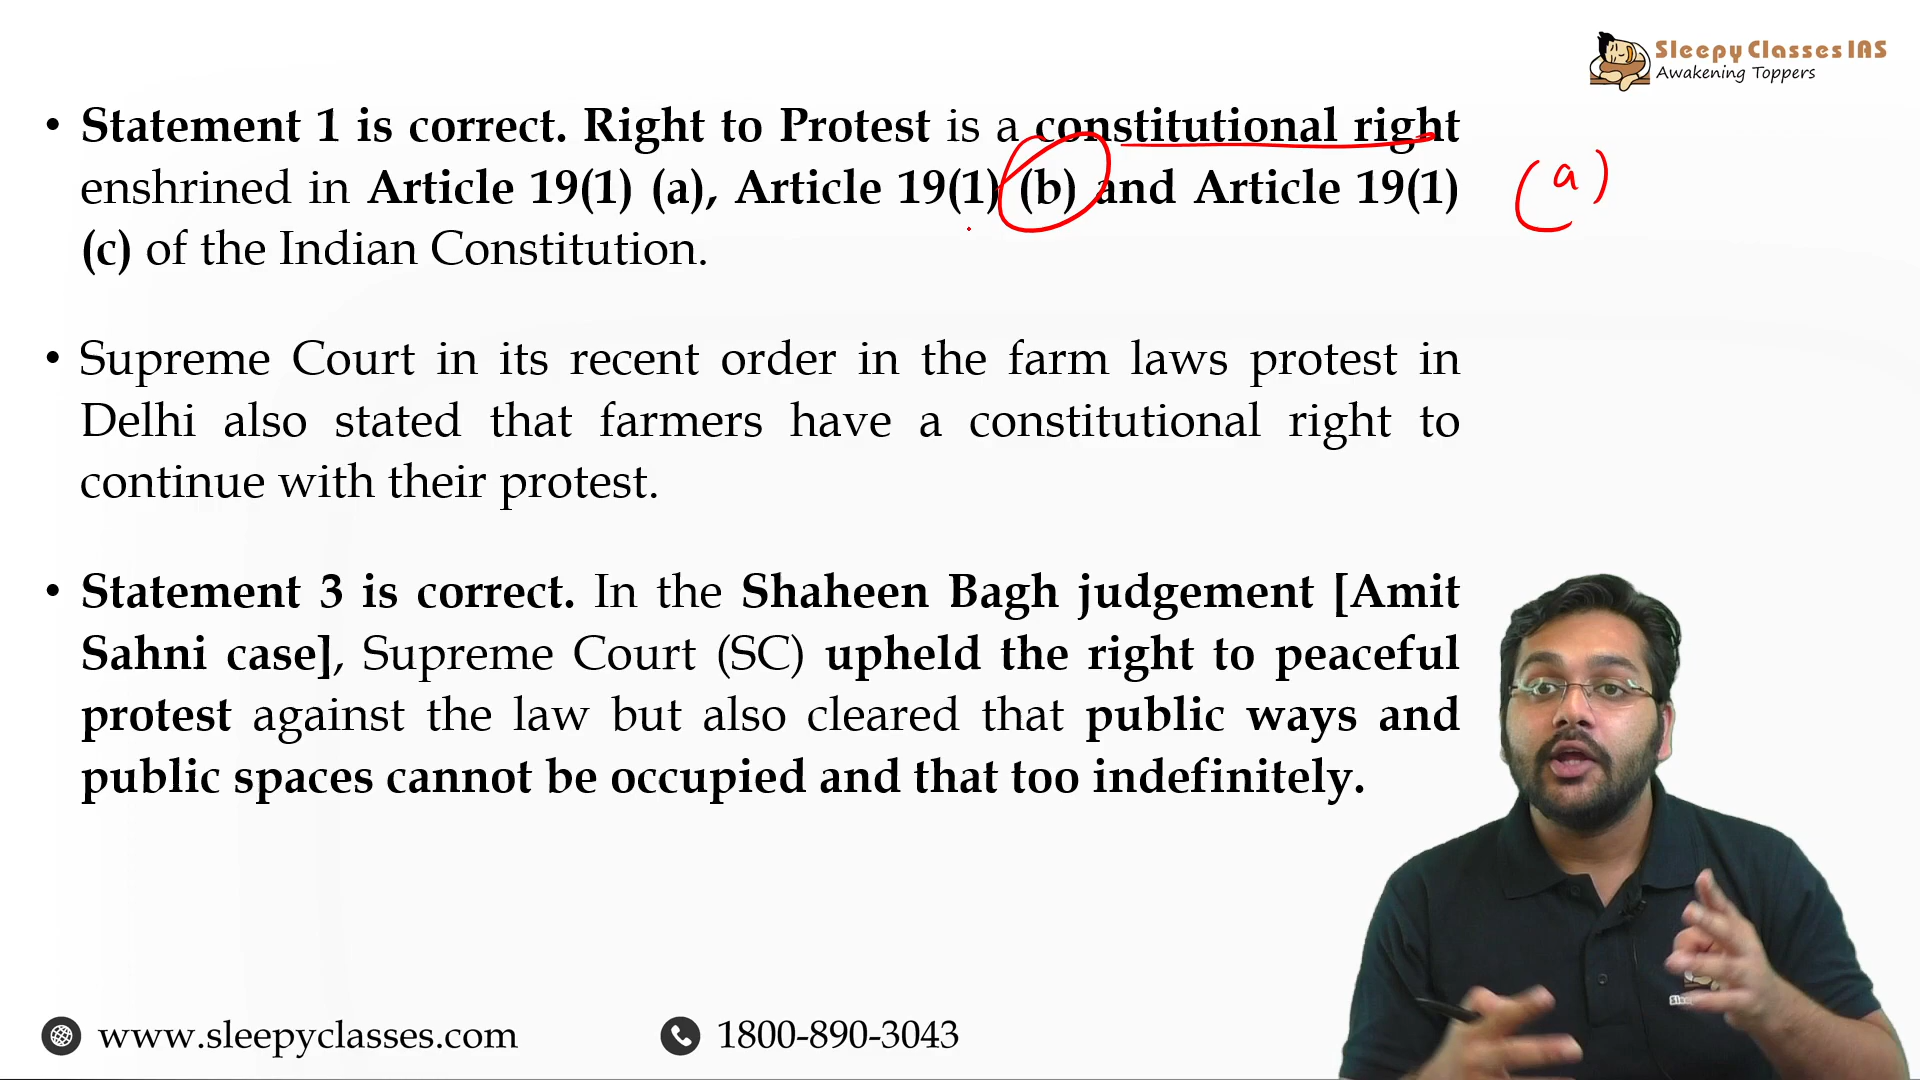 Sleepy Classes IAS
Awakening Toppers
• Statement 1 is correct. Right to Protest is a constitutional right
enshrined in Article 19(1) (a), Article 19(1) (b) and Article 19(1)
(c) of the Indian Constitution.
(a)
• Supreme Court in its recent order in the farm laws protest in
Delhi also stated that farmers have a constitutional right to
continue with their protest.
• Statement 3 is correct. In the Shaheen Bagh judgement [Amit
Sahni case], Supreme Court (SC) upheld the right to peaceful
protest against the law but also cleared that public ways and
public spaces cannot be occupied and that too indefinitely.
www.sleepyclasses.com
1800-890-3043